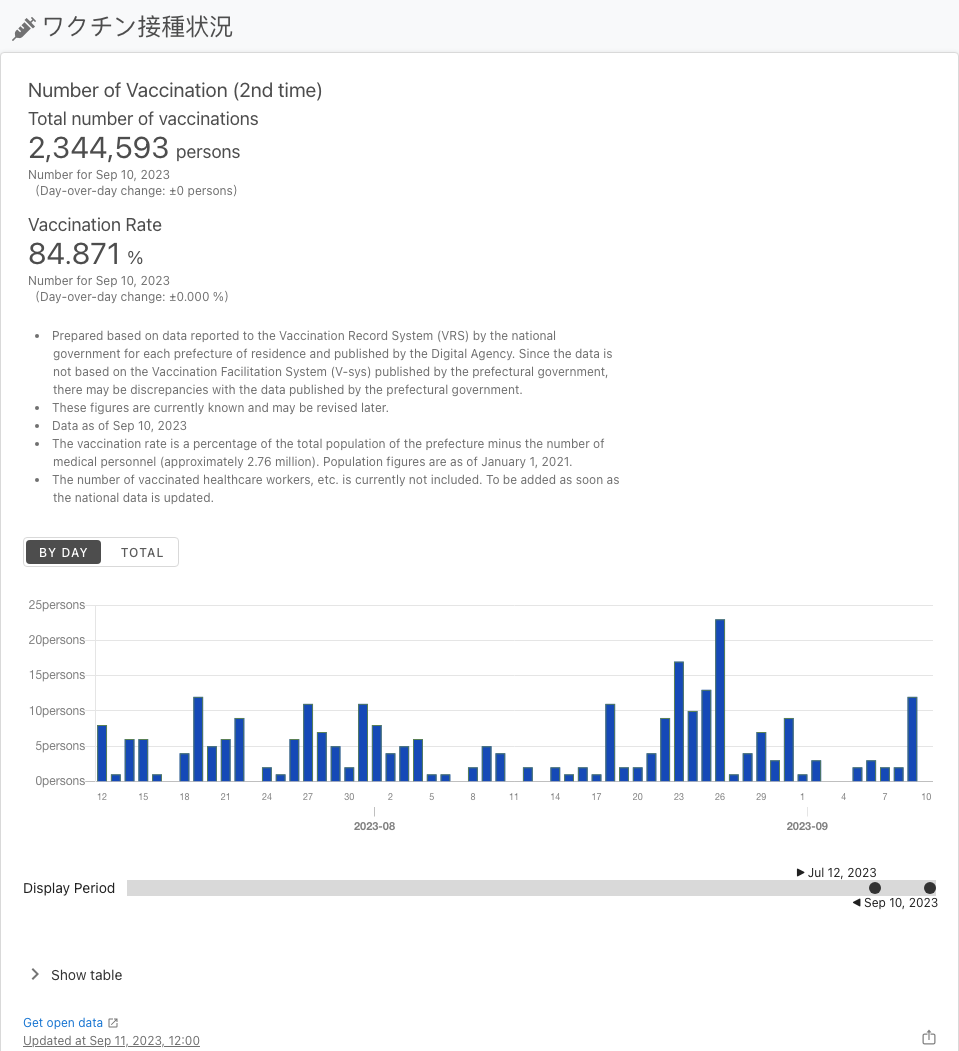 ワクチン接種状況
Number of Vaccination (2nd time)
Total number of vaccinations
2,344,593 persons
Number for Sep 10, 2023
(Day-over-day change: ±0 persons)
Vaccination Rate
84.871 %
Number for Sep 10, 2023
(Day-over-day change: ±0.000 %)
• Prepared based on data reported to the Vaccination Record System (VRS) by the national
government for each prefecture of residence and published by the Digital Agency. Since the data is
not based on the Vaccination Facilitation System (V-sys) published by the prefectural government,
there may be discrepancies with the data published by the prefectural government.
• These figures are currently known and may be revised later.
• Data as of Sep 10, 2023
• The vaccination rate is a percentage of the total population of the prefecture minus the number of
medical personnel (approximately 2.76 million). Population figures are as of January 1, 2021.
• The number of vaccinated healthcare workers, etc. is currently not included. To be added as soon as
the national data is updated.
BY DAY TOTAL
25persons
20persons
15persons
10persons
5persons
0persons
12 15 18 21 24 27 30 2 5 8 11 14 17 20 23 26 29 1 4 7 10
2023-08 2023-09
Jul 12, 2023
Display Period
Sep 10, 2023
Show table
Get open data
Updated at Sep 11, 2023, 12:00